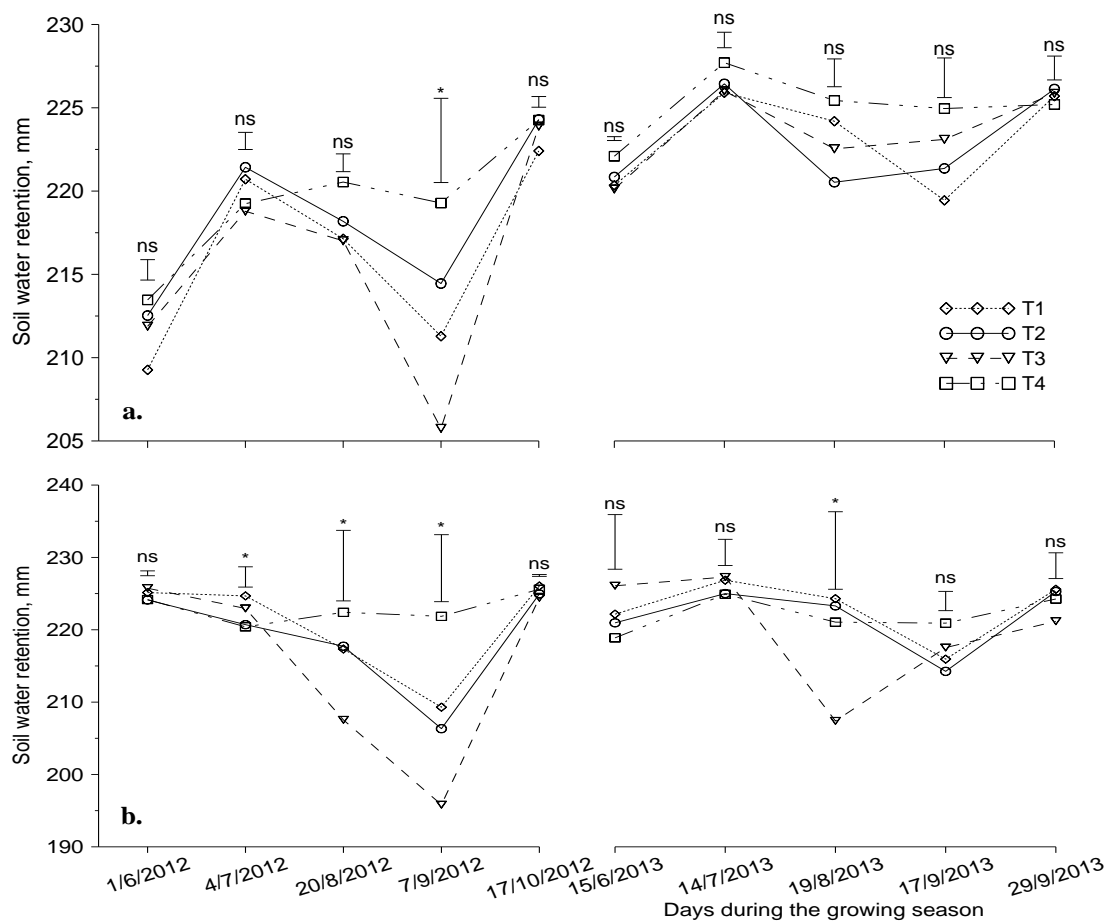 230
225
220
215
210
205
Soil water retention, mm
ns
ns
ns
*
ns
ns
ns
ns
ns
ns
T1
T2
T3
T4
a.
240
230
220
210
200
190
Soil water retention, mm
ns
*
*
*
ns
ns
ns
*
ns
ns
b.
1/6/2012
4/7/2012
20/8/2012
7/9/2012
17/10/2012
15/6/2013
14/7/2013
19/8/2013
17/9/2013
29/9/2013
Days during the growing season